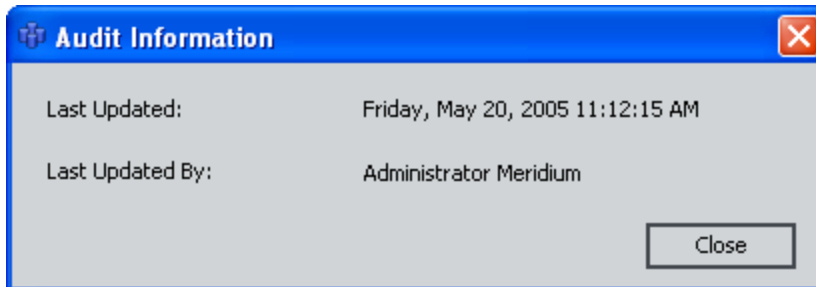 Audit Information
Last Updated: Friday, May 20, 2005 11:12:15 AM
Last Updated By: Administrator Meridium
Close